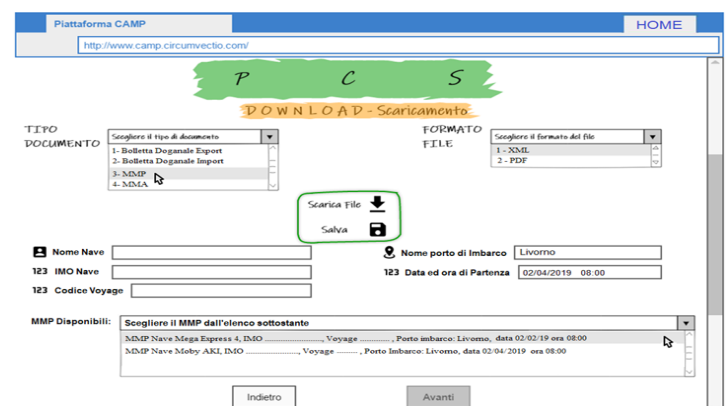 Piattaforma CAMP
HOME
http://www.camp.circumvectio.com/
P C S
DOWNLOAD - Scaricamento
TIPO DOCUMENTO
Scegliere il tipo di documento
1- Bolletta Doganale Export
2- Bolletta Doganale Import
3- MMP
4- MMA
FORMATO FILE
Scegliere il formato del file
1 - XML
2 - PDF
Scarica File
Salva
Nome Nave
Nome porto di Imbarco Livorno
123 IMO Nave
123 Data ed ora di Partenza 02/04/2019 08:00
123 Codice Voyage
MMP Disponibili: Scegliere il MMP dall'elenco sottostante
MMP Nave Mega Express 4, IMO ......................, Voyage ............ , Porto imbarco: Livorno, data 02/02/19 ora 08:00
MMP Nave Moby AKI, IMO ...................., Voyage ........ , Porto Imbarco: Livorno, data 02/04/2019 ora 08:00
Indietro
Avanti